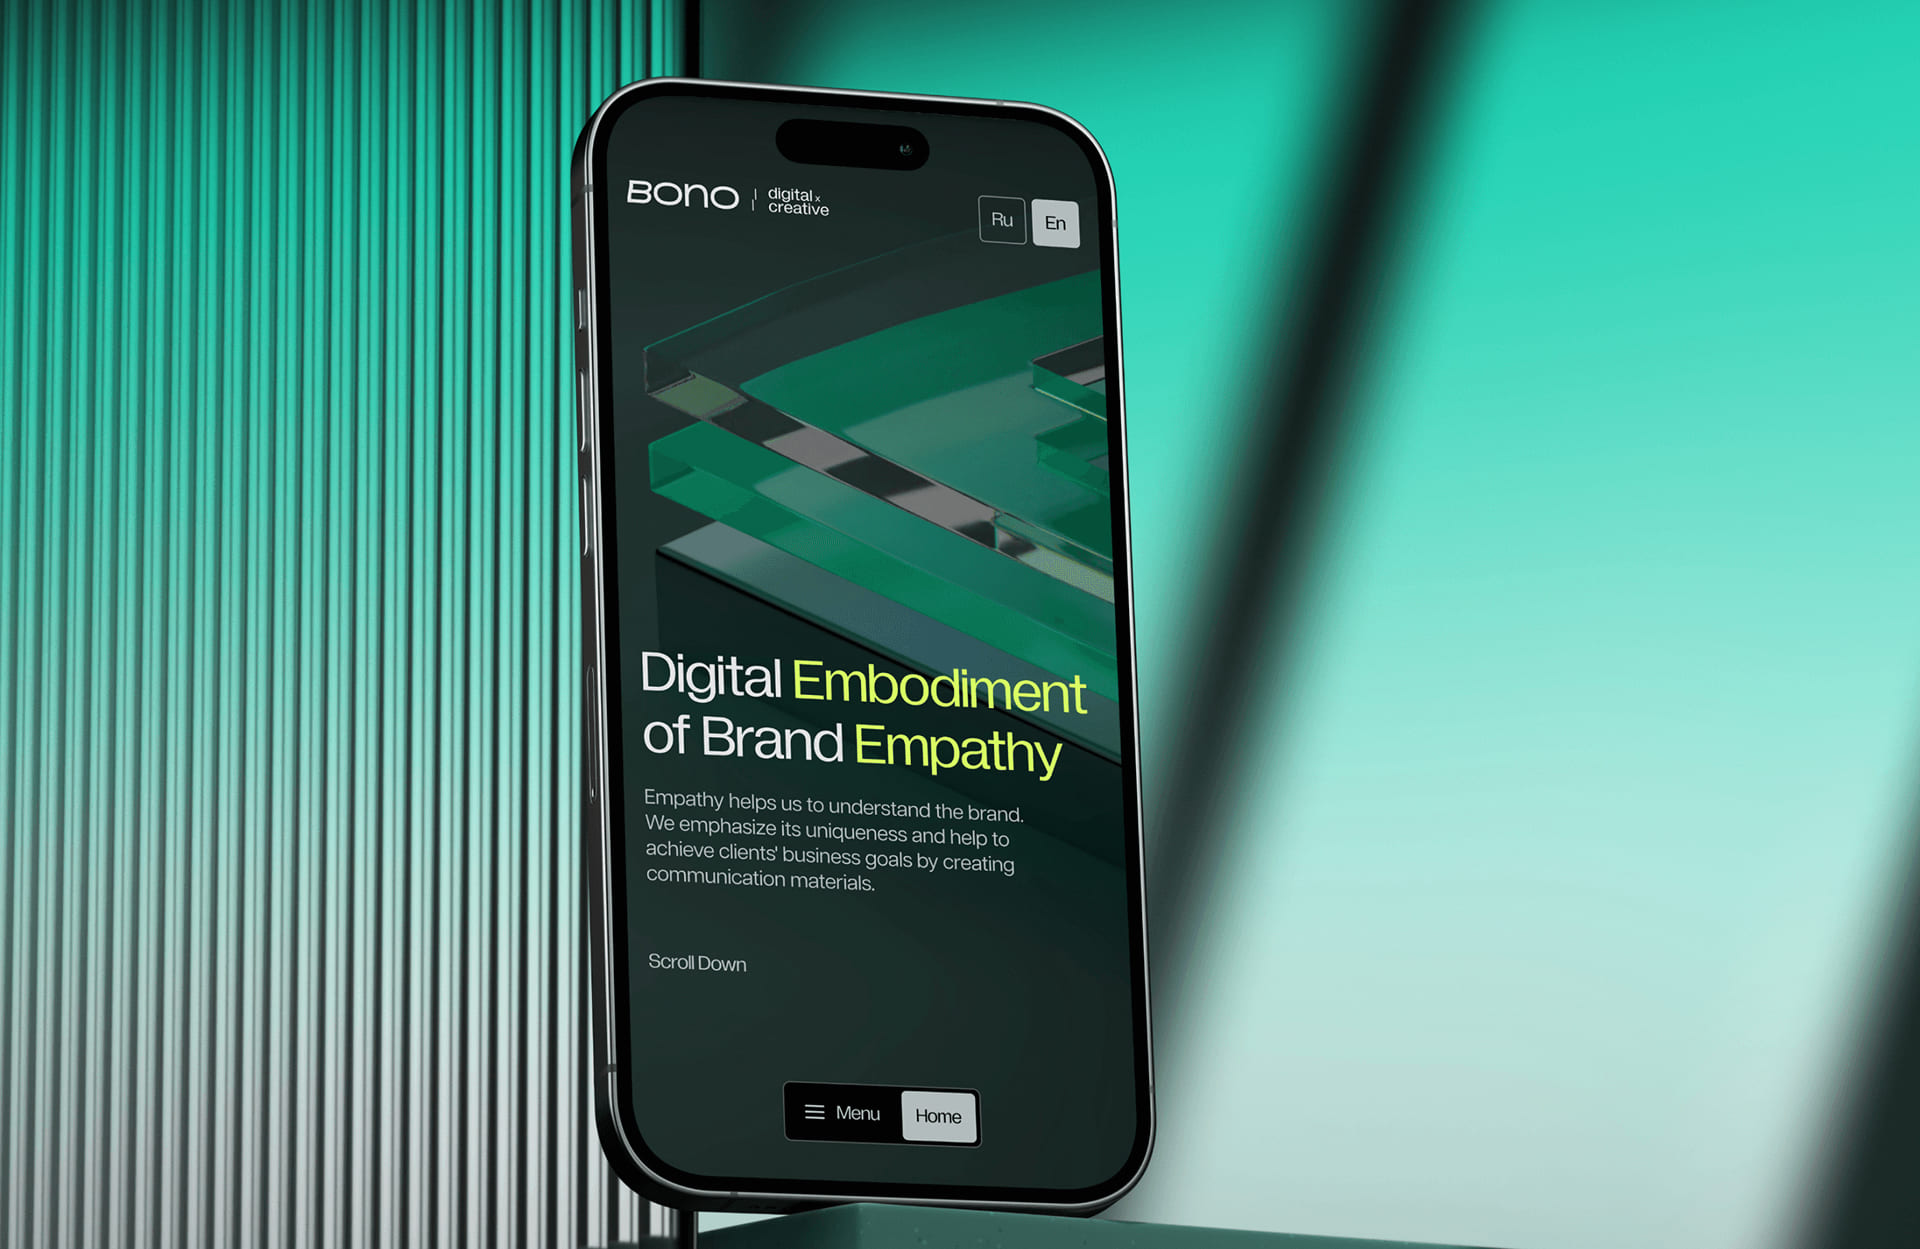 BONO
digital x
creative
Ru En
Digital Embodiment
of Brand Empathy
Empathy helps us to understand the brand.
We emphasize its uniqueness and help to
achieve clients' business goals by creating
communication materials.
Scroll Down
Menu Home